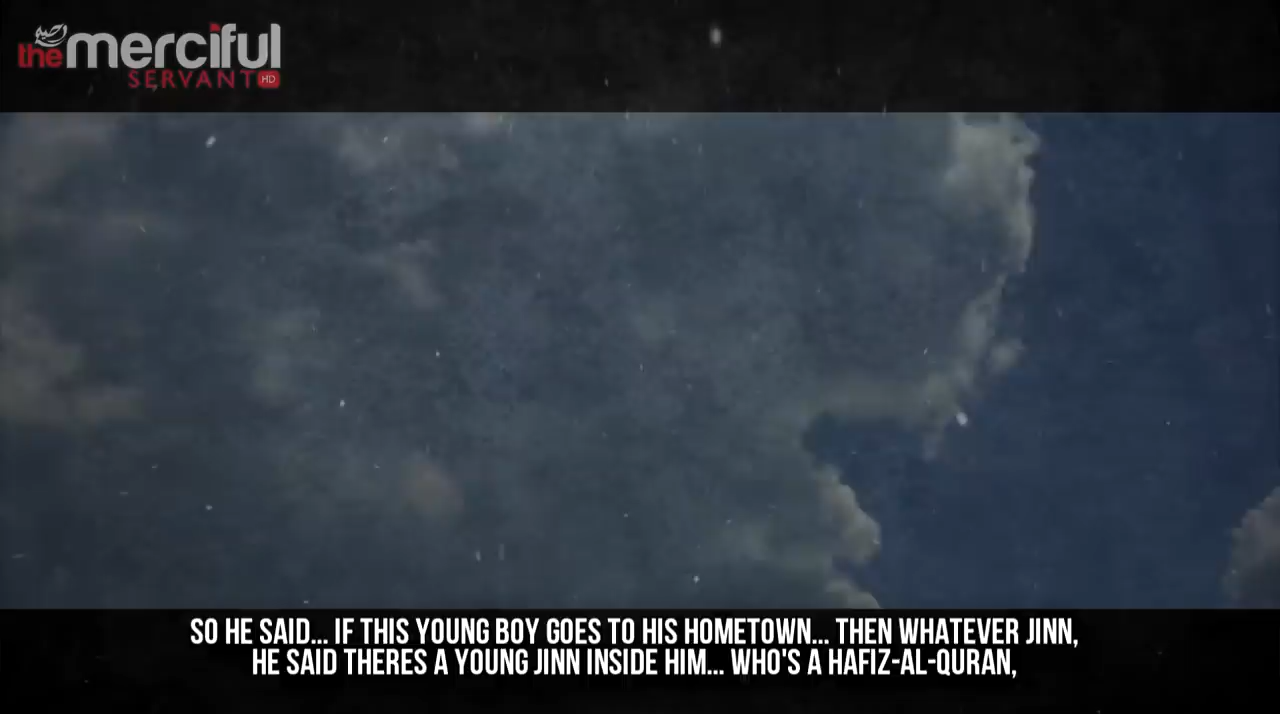 the merciful
SERVANT HD
SO HE SAID... IF THIS YOUNG BOY GOES TO HIS HOMETOWN... THEN WHATEVER JINN,
HE SAID THERES A YOUNG JINN INSIDE HIM... WHO'S A HAFIZ-AL-QURAN,